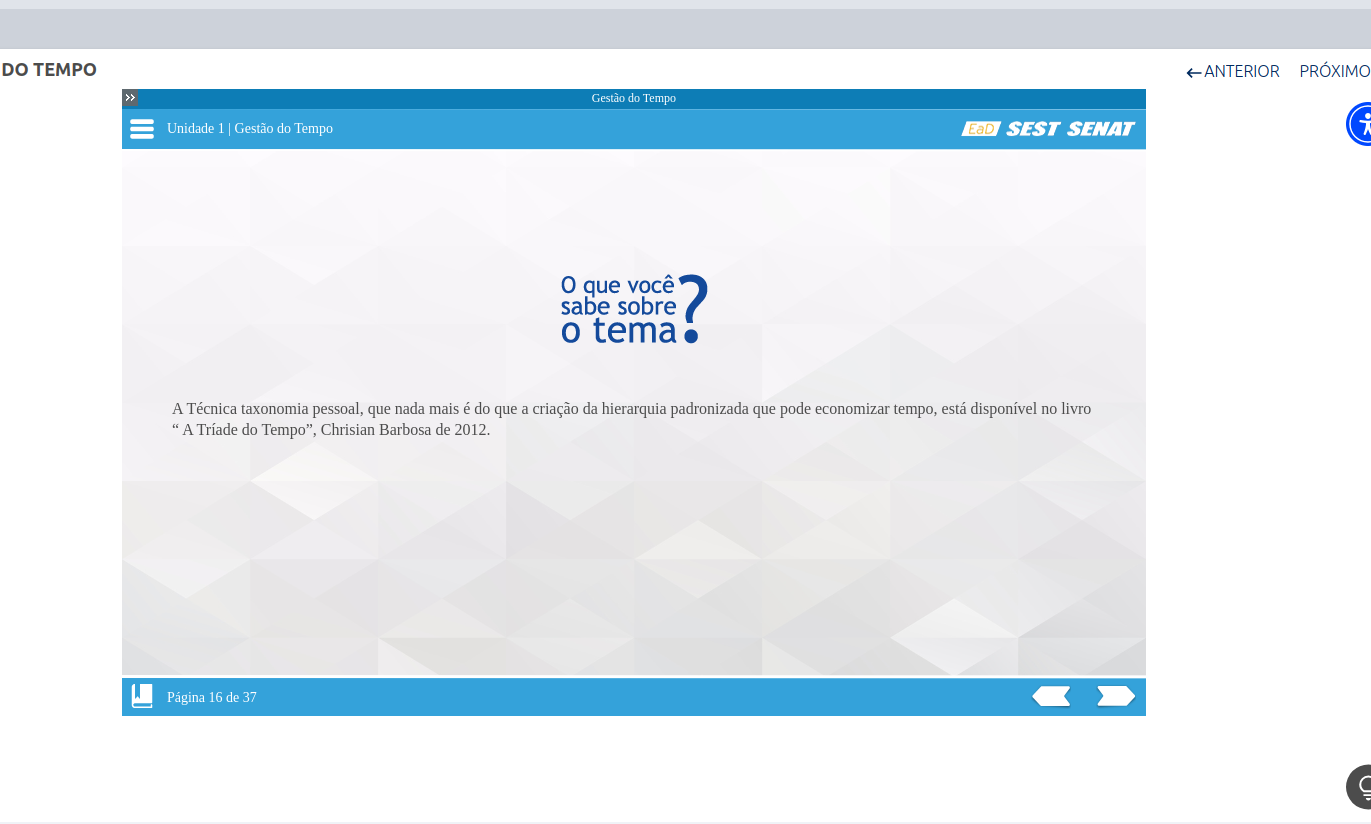 DO TEMPO
ANTERIOR
PRÓXIMO
Gestão do Tempo
Unidade 1 | Gestão do Tempo
EaD SEST SENAT
O que você
sabe sobre
o tema?
A Técnica taxonomia pessoal, que nada mais é do que a criação da hierarquia padronizada que pode economizar tempo, está disponível no livro
“ A Tríade do Tempo”, Chrisian Barbosa de 2012.
Página 16 de 37